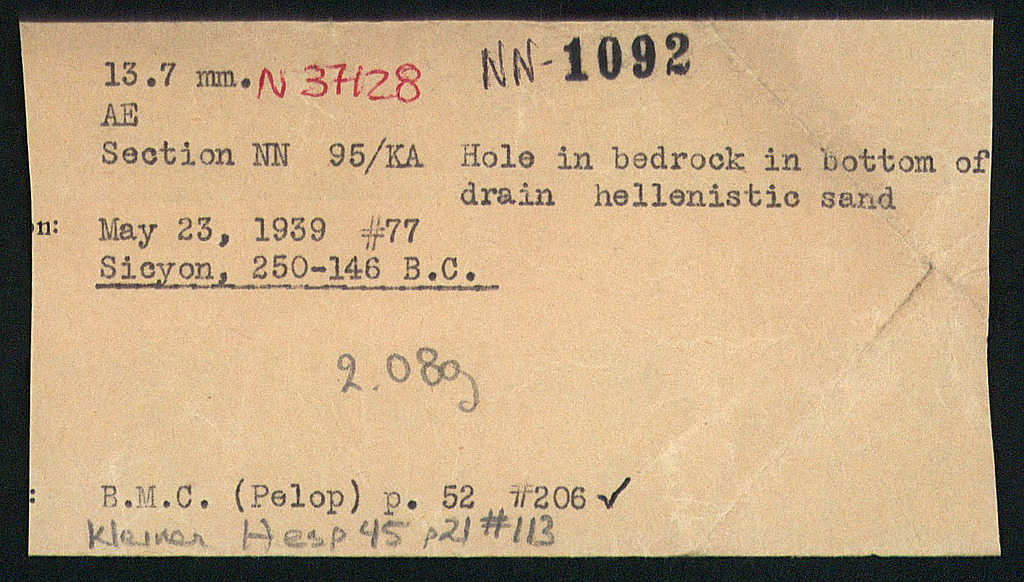 13.7 mm. N 37128 NN-1092
AE
Section NN 95/KA Hole in bedrock in bottom of
drain hellenistic sand
n: May 23, 1939 #77
Sicyon, 250-146 B.C.
2.08g
: B.M.C. (Pelop) p. 52 #206 ✓
Kleiner Hesp 45 p21 #113